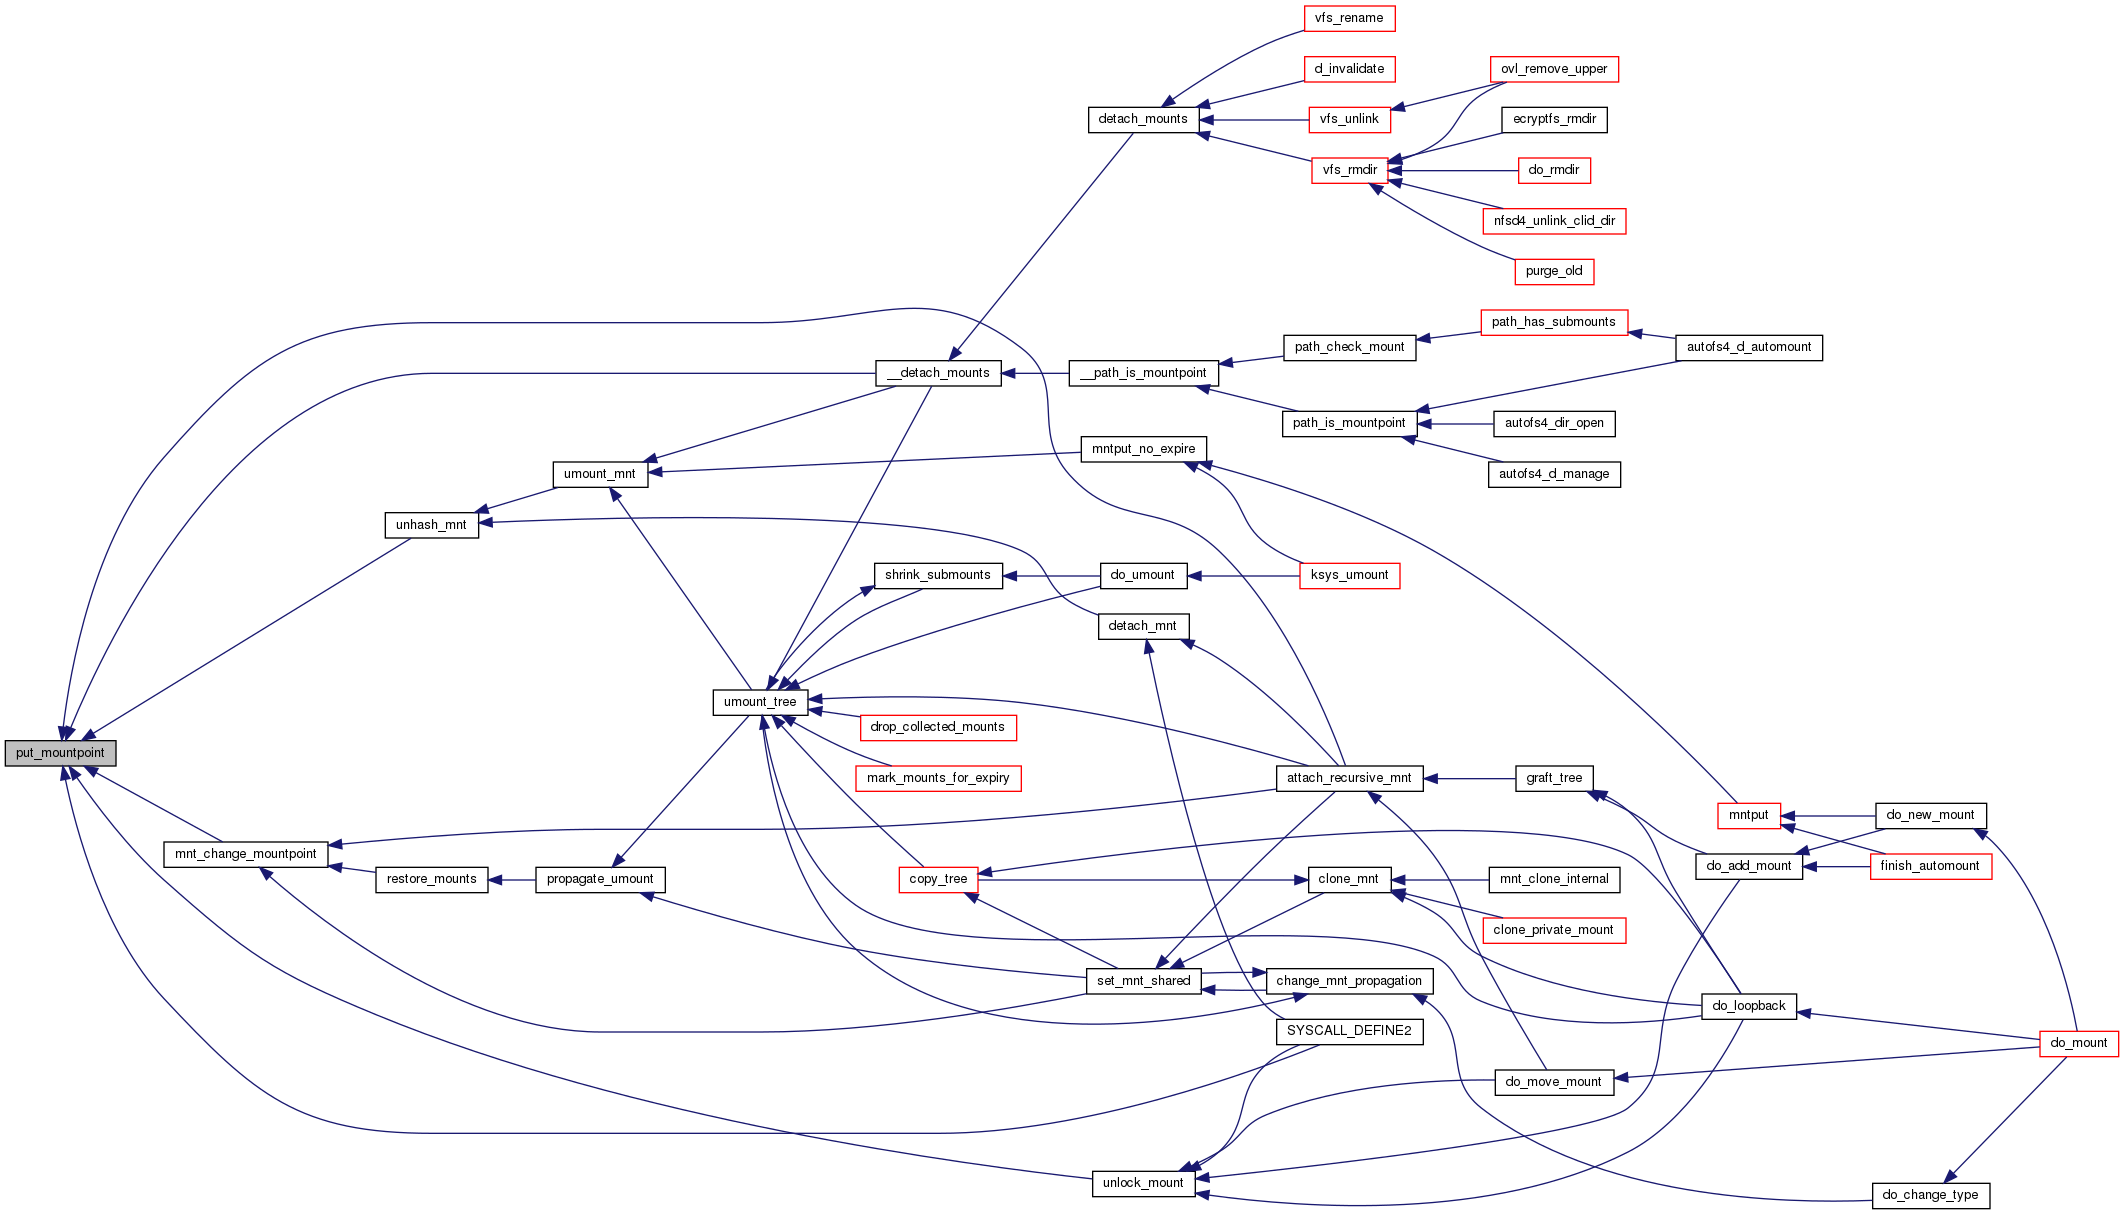 vfs_rename
d_invalidate
ovl_remove_upper
detach_mounts
vfs_unlink
ecryptfs_rmdir
vfs_rmdir
do_rmdir
nfsd4_unlink_clid_dir
purge_old
path_has_submounts
path_check_mount
autofs4_d_automount
__detach_mounts
__path_is_mountpoint
path_is_mountpoint
autofs4_dir_open
mntput_no_expire
umount_mnt
autofs4_d_manage
unhash_mnt
shrink_submounts
do_umount
ksys_umount
detach_mnt
umount_tree
drop_collected_mounts
put_mountpoint
mark_mounts_for_expiry
attach_recursive_mnt
graft_tree
mntput
do_new_mount
mnt_change_mountpoint
restore_mounts
propagate_umount
copy_tree
clone_mnt
mnt_clone_internal
do_add_mount
finish_automount
clone_private_mount
set_mnt_shared
change_mnt_propagation
do_loopback
SYSCALL_DEFINE2
do_mount
do_move_mount
unlock_mount
do_change_type